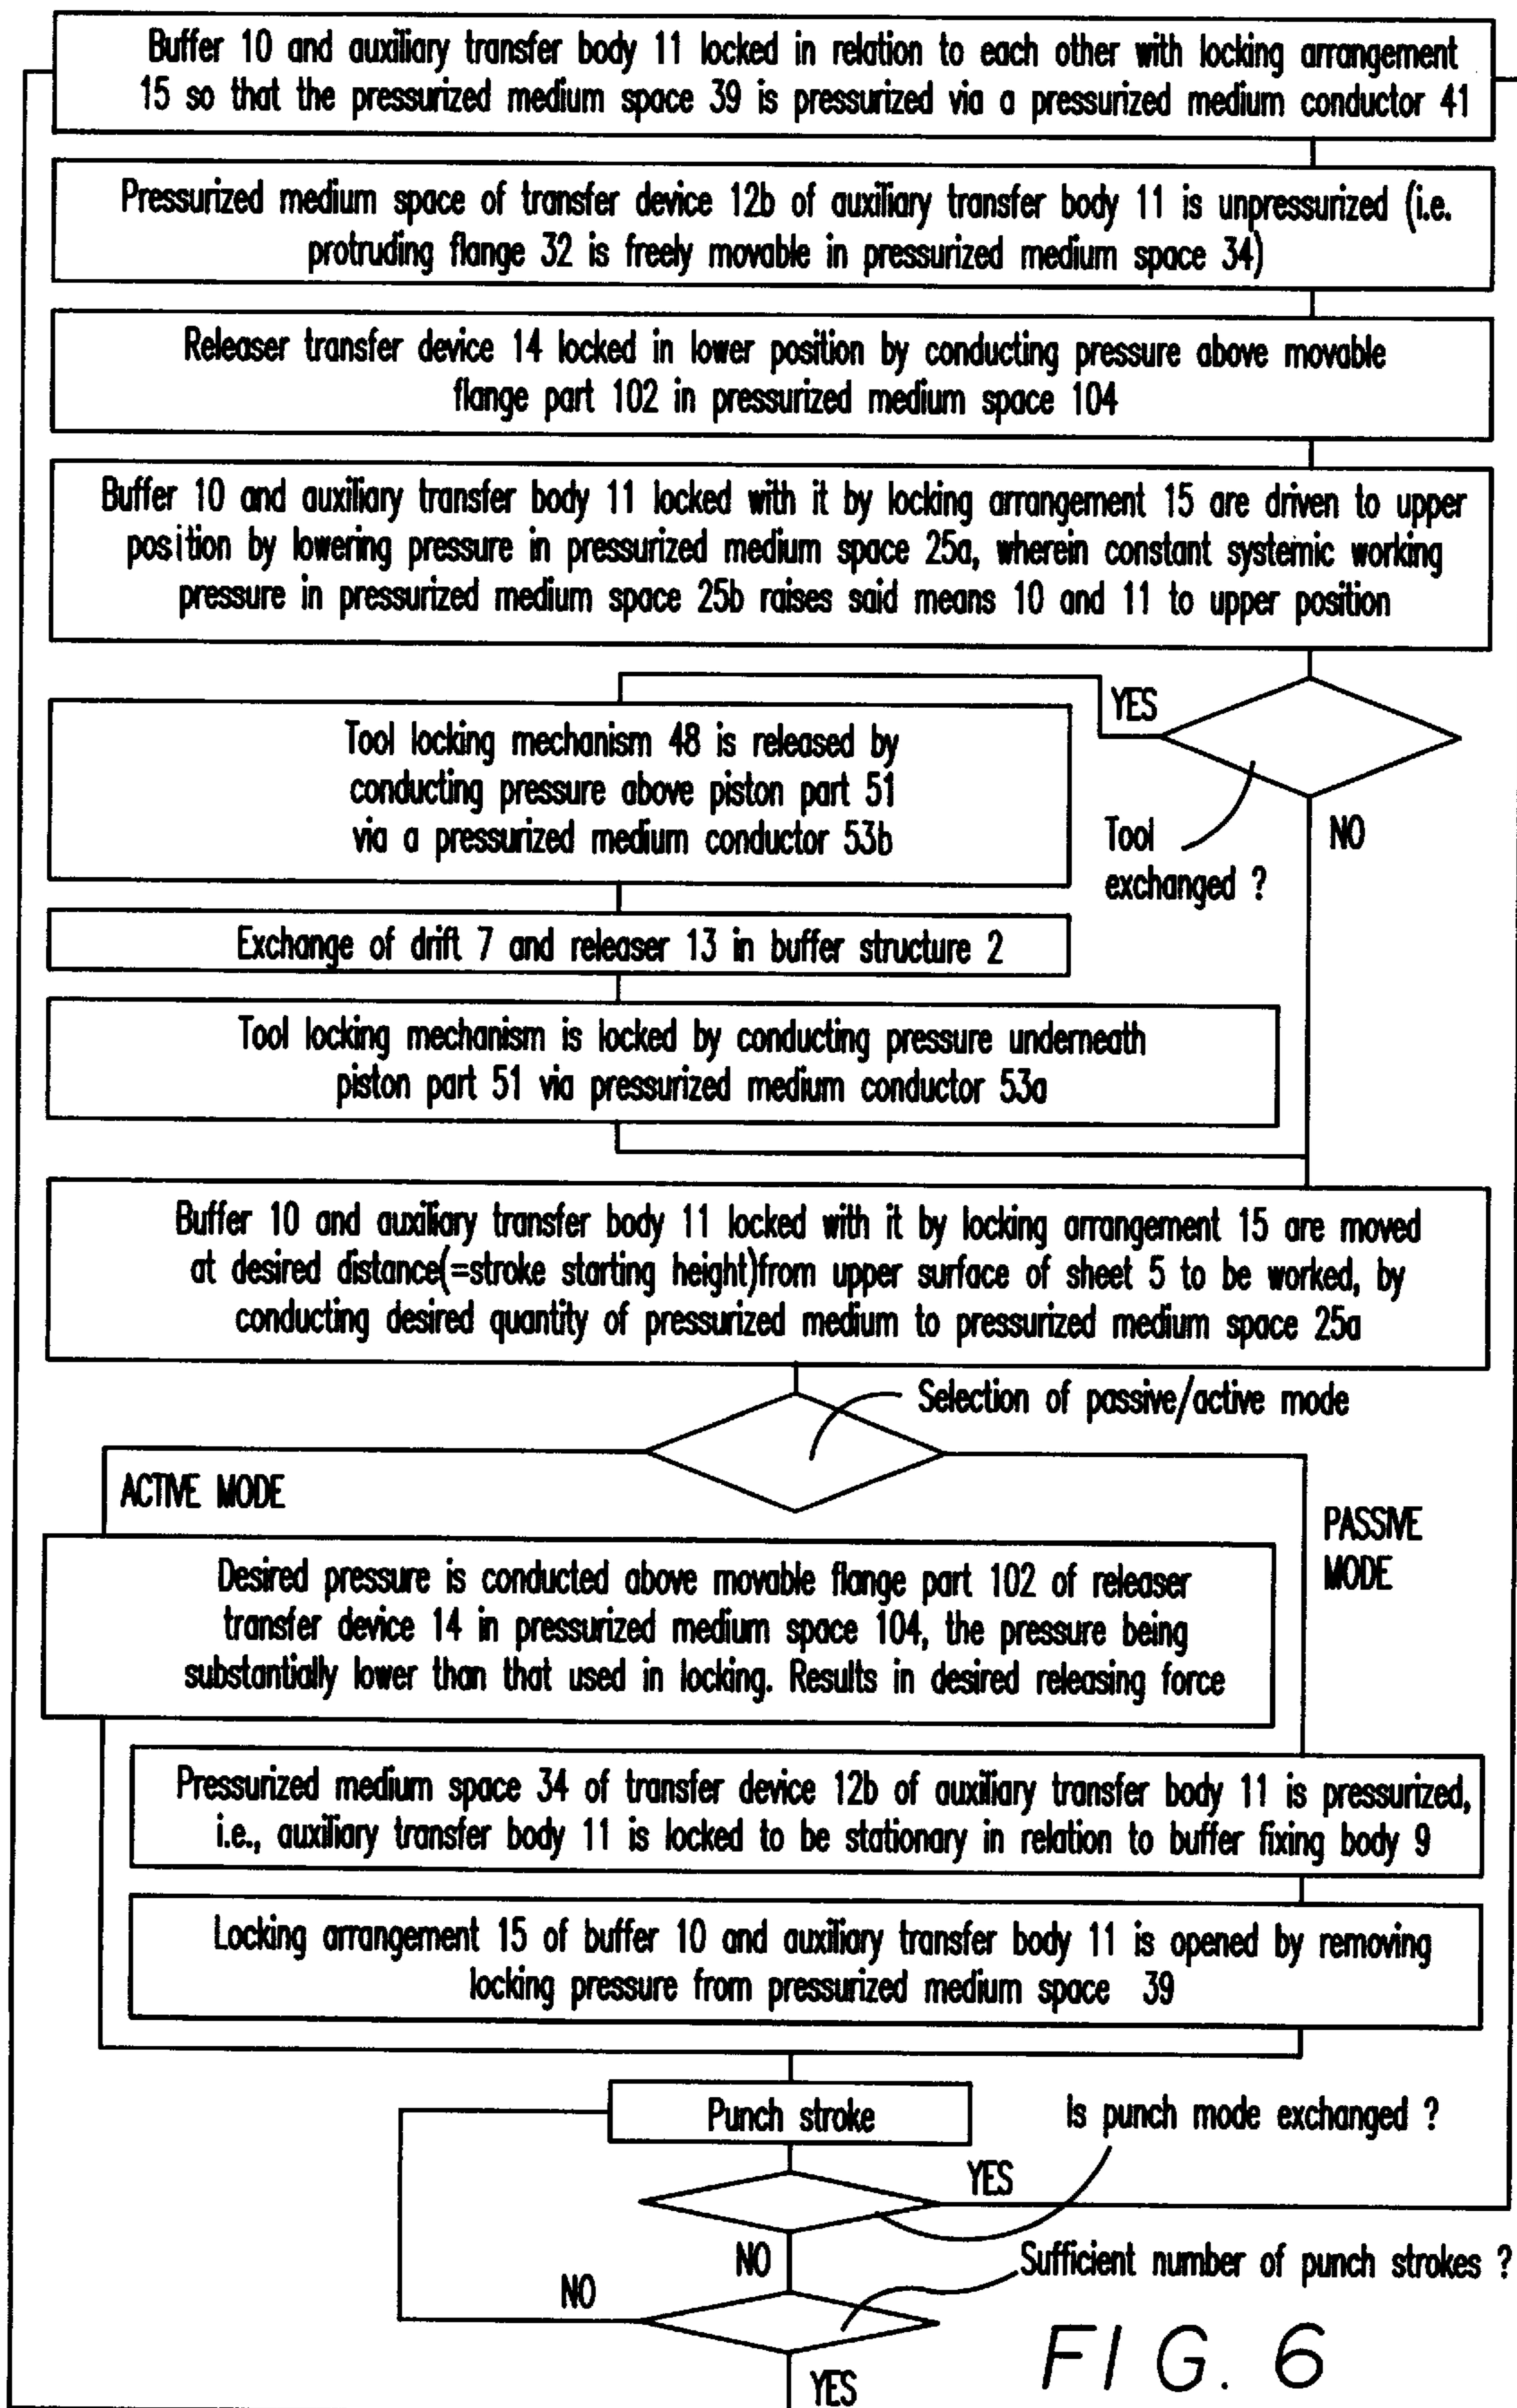 Buffer 10 and auxiliary transfer body 11 locked in relation to each other with locking arrangement
15 so that the pressurized medium space 39 is pressurized via a pressurized medium conductor 41
Pressurized medium space of transfer device 12b of auxiliary transfer body 11 is unpressurized (i.e.
protruding flange 32 is freely movable in pressurized medium space 34)
Releaser transfer device 14 locked in lower position by conducting pressure above movable
flange part 102 in pressurized medium space 104
Buffer 10 and auxiliary transfer body 11 locked with it by locking arrangement 15 are driven to upper
position by lowering pressure in pressurized medium space 25a, wherein constant systemic working
pressure in pressurized medium space 25b raises said means 10 and 11 to upper position
YES
Tool locking mechanism 48 is released by
conducting pressure above piston part 51
via a pressurized medium conductor 53b
Tool
exchanged ?
NO
Exchange of drift 7 and releaser 13 in buffer structure 2
Tool locking mechanism is locked by conducting pressure underneath
piston part 51 via pressurized medium conductor 53a
Buffer 10 and auxiliary transfer body 11 locked with it by locking arrangement 15 are moved
at desired distance(=stroke starting height)from upper surface of sheet 5 to be worked, by
conducting desired quantity of pressurized medium to pressurized medium space 25a
Selection of passive/active mode
ACTIVE MODE
PASSIVE
MODE
Desired pressure is conducted above movable flange part 102 of releaser
transfer device 14 in pressurized medium space 104, the pressure being
substantially lower than that used in locking. Results in desired releasing force
Pressurized medium space 34 of transfer device 12b of auxiliary transfer body 11 is pressurized,
i.e., auxiliary transfer body 11 is locked to be stationary in relation to buffer fixing body 9
Locking arrangement 15 of buffer 10 and auxiliary transfer body 11 is opened by removing
locking pressure from pressurized medium space 39
Punch stroke
Is punch mode exchanged ?
YES
NO
Sufficient number of punch strokes ?
NO
YES
FIG. 6